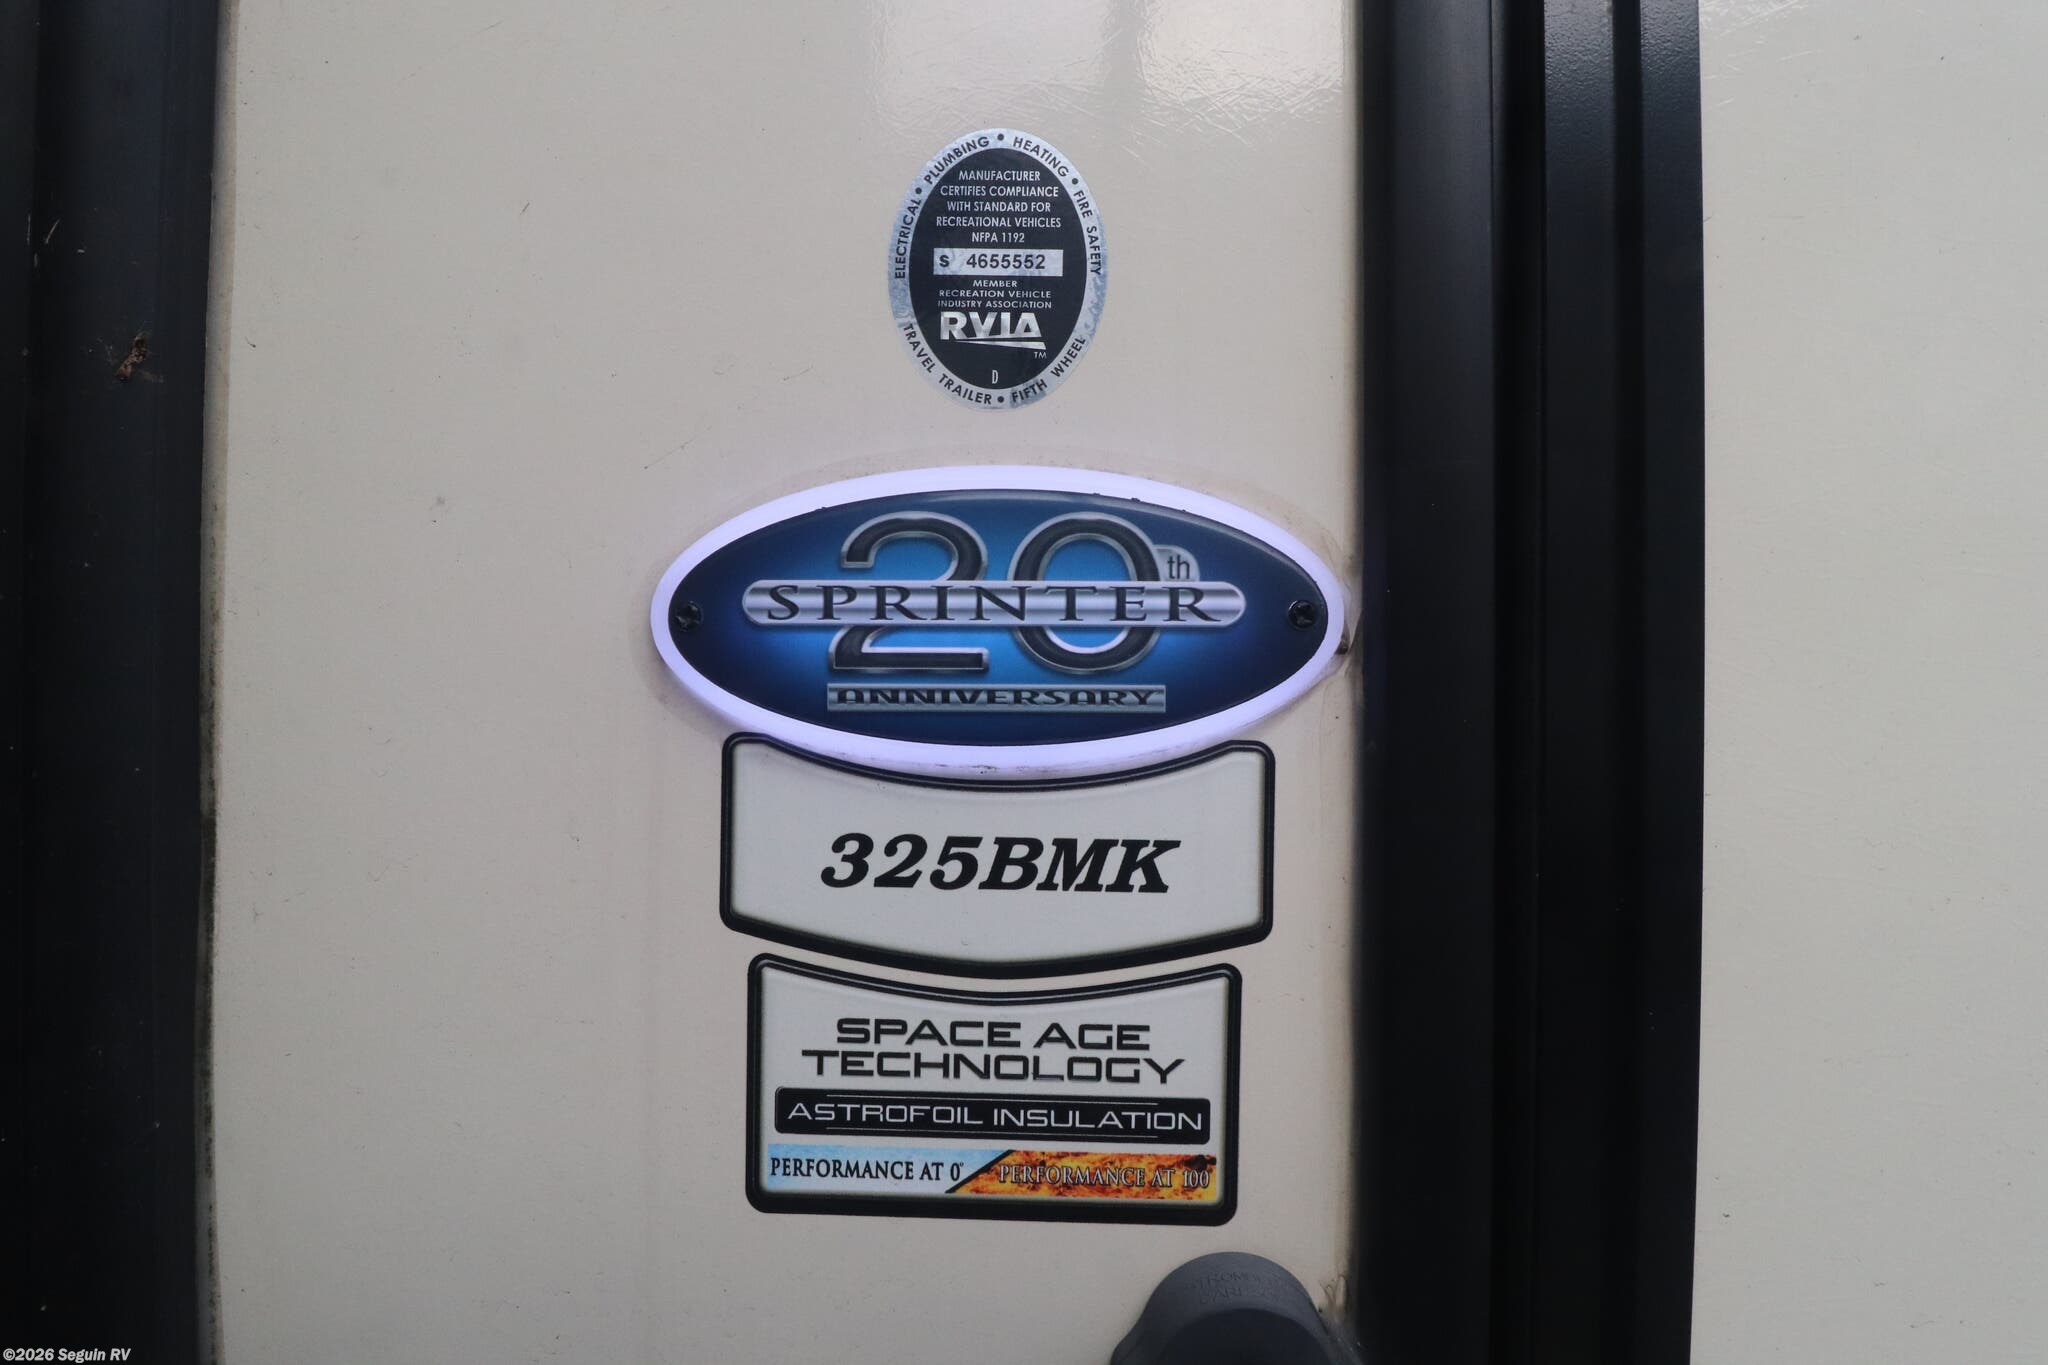 ELECTRICAL • PLUMBING • HEATING • FIRE SAFETY
MANUFACTURER
CERTIFIES COMPLIANCE
WITH STANDARD FOR
RECREATIONAL VEHICLES
NFPA 1192
S 4655552
MEMBER
RECREATION VEHICLE
INDUSTRY ASSOCIATION
RVIA
TM
D
TRAVEL TRAILER • FIFTH WHEEL
20th
SPRINTER
ANNIVERSARY
325BMK
SPACE AGE
TECHNOLOGY
ASTROFOIL INSULATION
PERFORMANCE AT 0° PERFORMANCE AT 100
©2026 Seguin RV